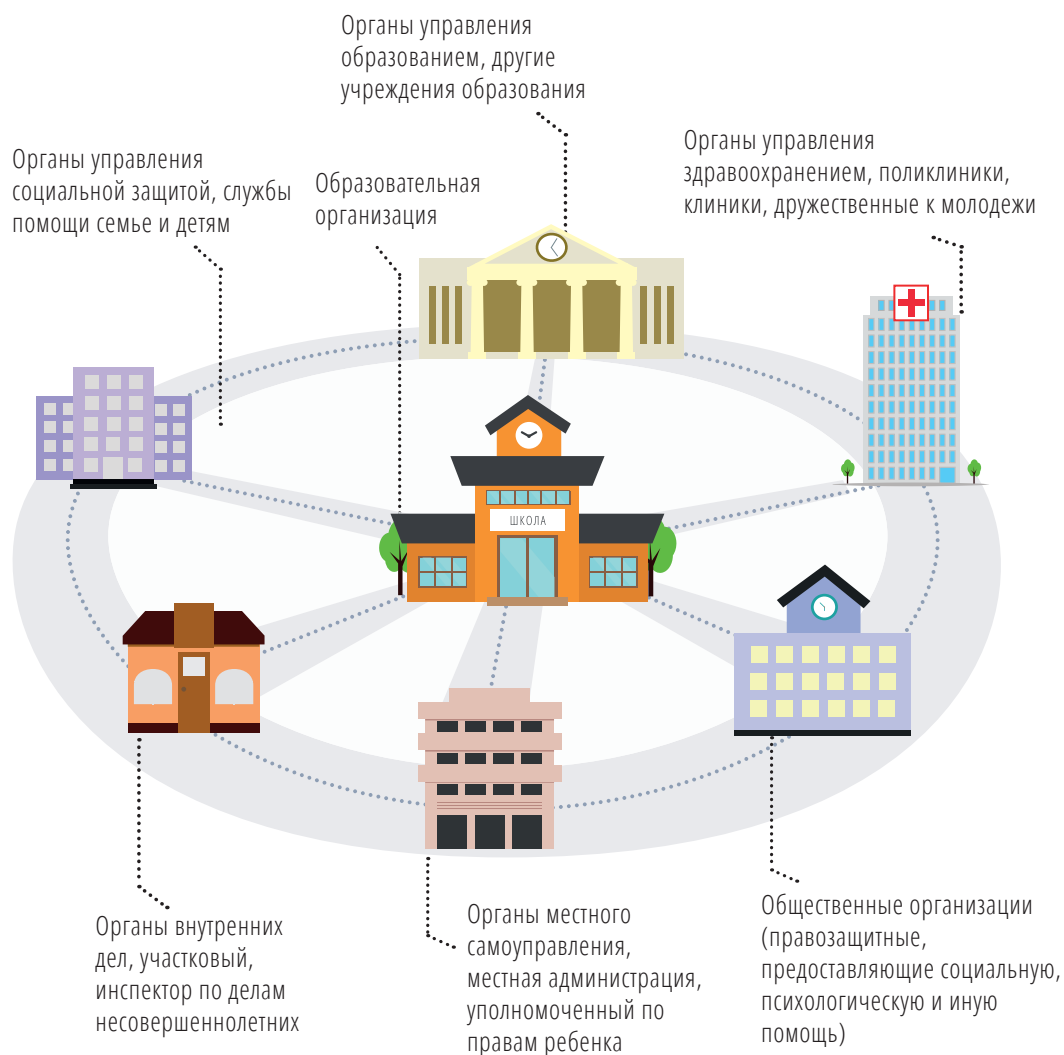 Органы управления
образованием, другие
учреждения образования
Органы управления
социальной защитой, службы
помощи семье и детям
Образовательная
организация
Органы управления
здравоохранением, поликлиники,
клиники, дружественные к молодежи
ШКОЛА
Органы внутренних
дел, участковый,
инспектор по делам
несовершеннолетних
Органы местного
самоуправления,
местная администрация,
уполномоченный по
правам ребенка
Общественные организации
(правозащитные,
предоставляющие социальную,
психологическую и иную
помощь)